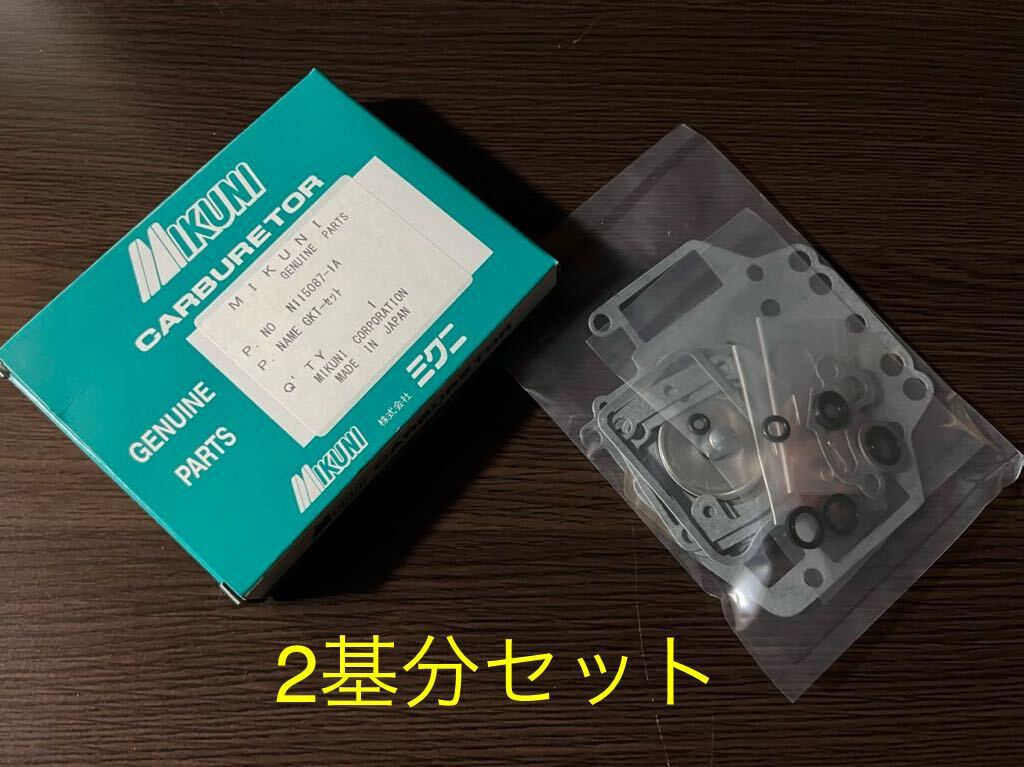 MIKUNI
CARBURETOR
MIKUNI
GENUINE PARTS
P. NO N115087-1A
P. NAME GKT-セット
Q'TY 1
MIKUNI CORPORATION
MADE IN JAPAN
GENUINE
PARTS
株式会社 ミクニ
MIKUNI
CARBURETOR
2基分セット